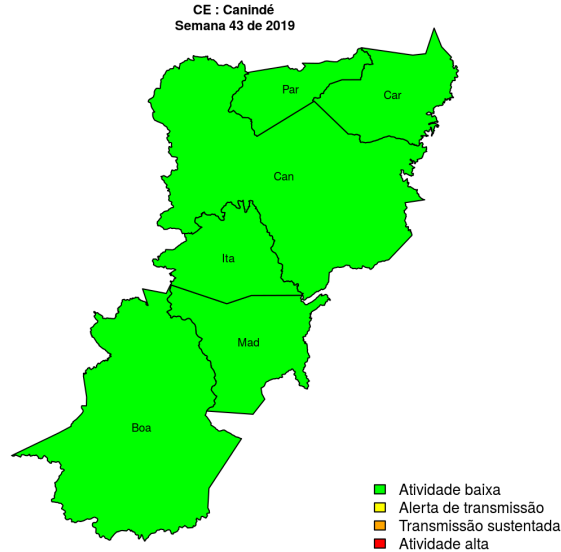 CE : Canindé
Semana 43 de 2019
Par
Car
Can
Ita
Mad
Boa
Atividade baixa
Alerta de transmissão
Transmissão sustentada
Atividade alta